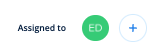 Assigned to ED +